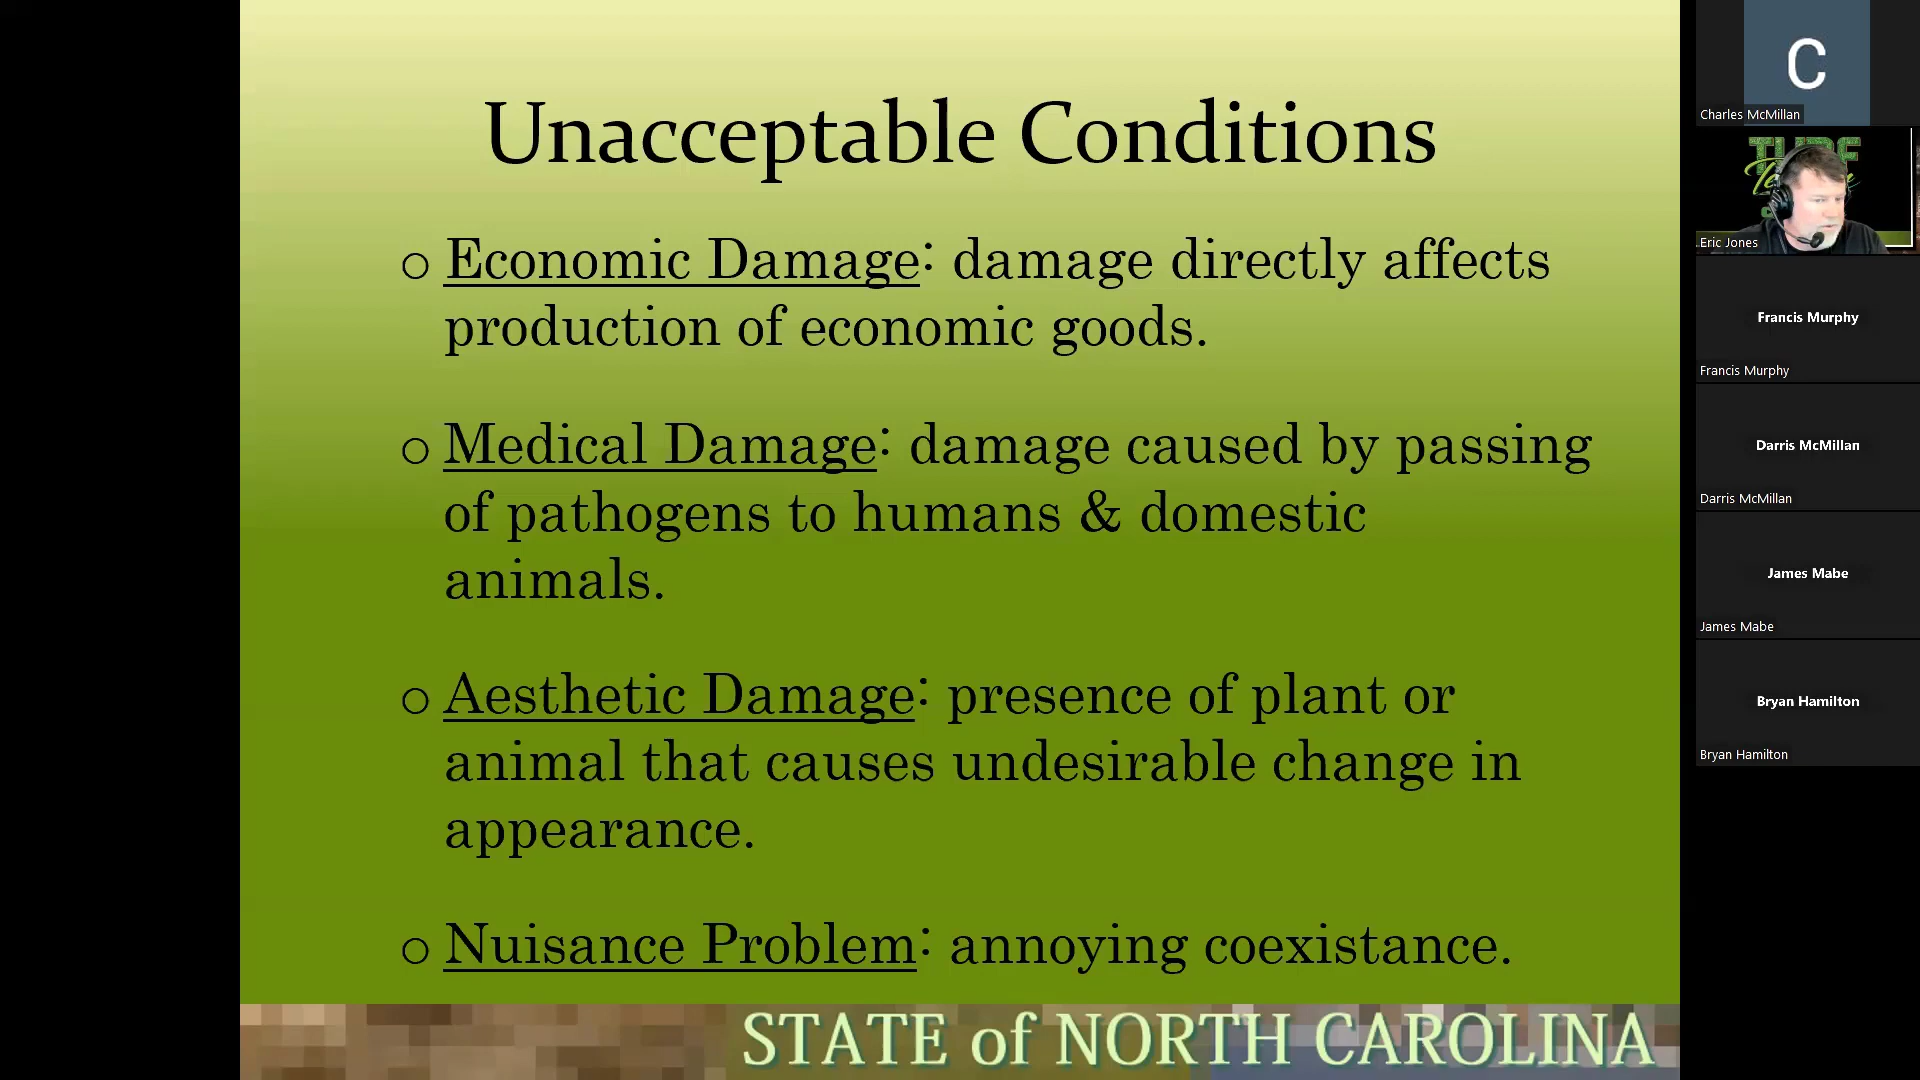 Unacceptable Conditions
o Economic Damage: damage directly affects
production of economic goods.
o Medical Damage: damage caused by passing
of pathogens to humans & domestic
animals.
o Aesthetic Damage: presence of plant or
animal that causes undesirable change in
appearance.
o Nuisance Problem: annoying coexistance.
STATE of NORTH CAROLINA
C
Charles McMillan
TURF
Eric Jones
Francis Murphy
Francis Murphy
Darris McMillan
Darris McMillan
James Mabe
James Mabe
Bryan Hamilton
Bryan Hamilton